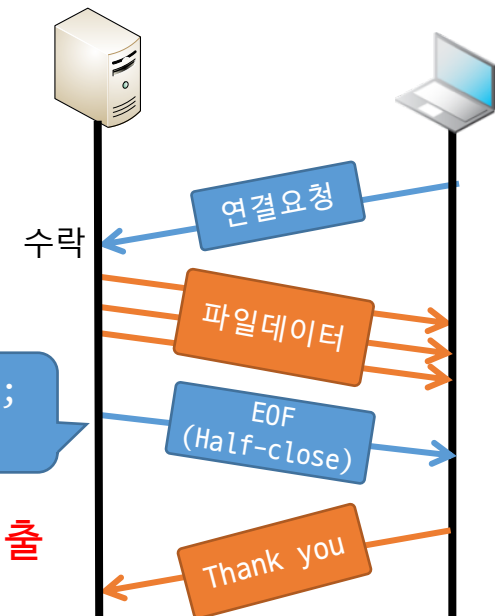 연결요청
수락
파일데이터
;
EOF
(Half-close)
출
Thank you